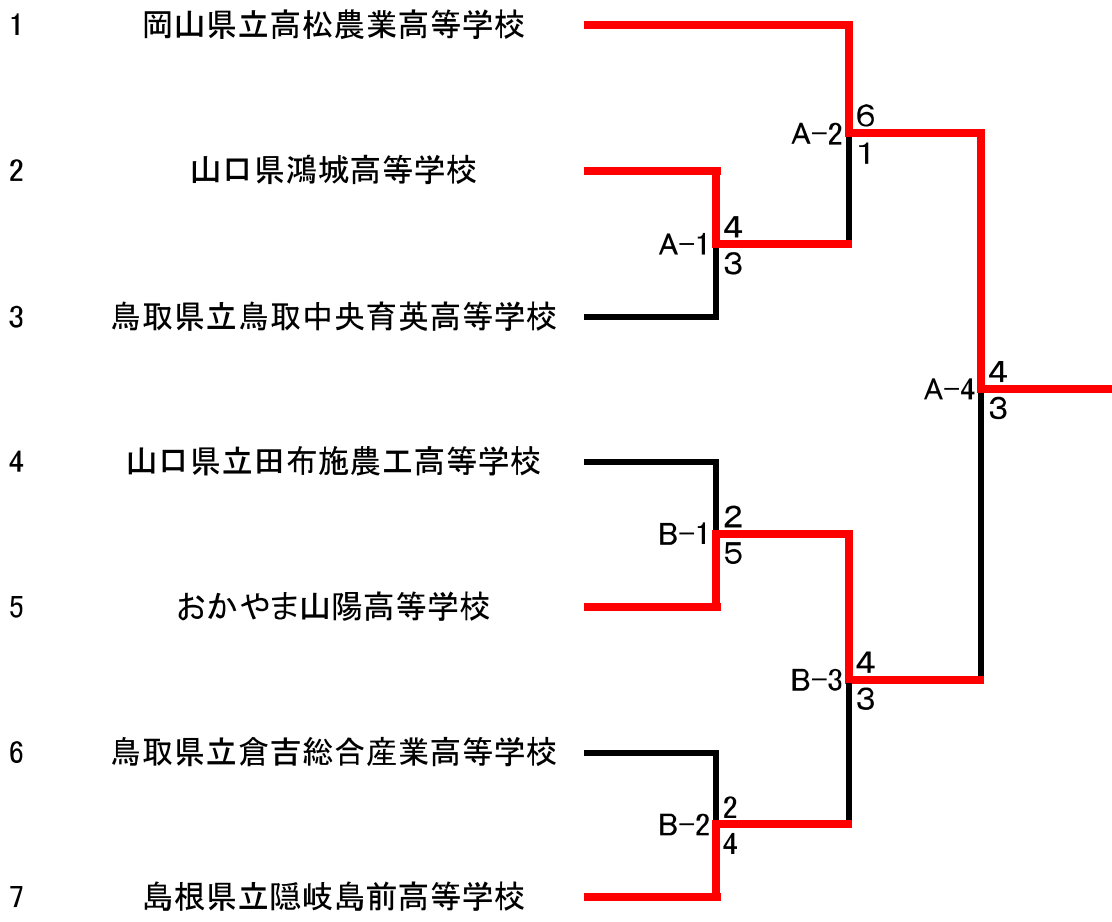 1 岡山県立高松農業高等学校
6
A-2
1
2 山口県鴻城高等学校
4
A-1
3
3 鳥取県立鳥取中央育英高等学校
4
A-4
3
4 山口県立田布施農工高等学校
2
B-1
5
5 おかやま山陽高等学校
4
B-3
3
6 鳥取県立倉吉総合産業高等学校
2
B-2
4
7 島根県立隠岐島前高等学校